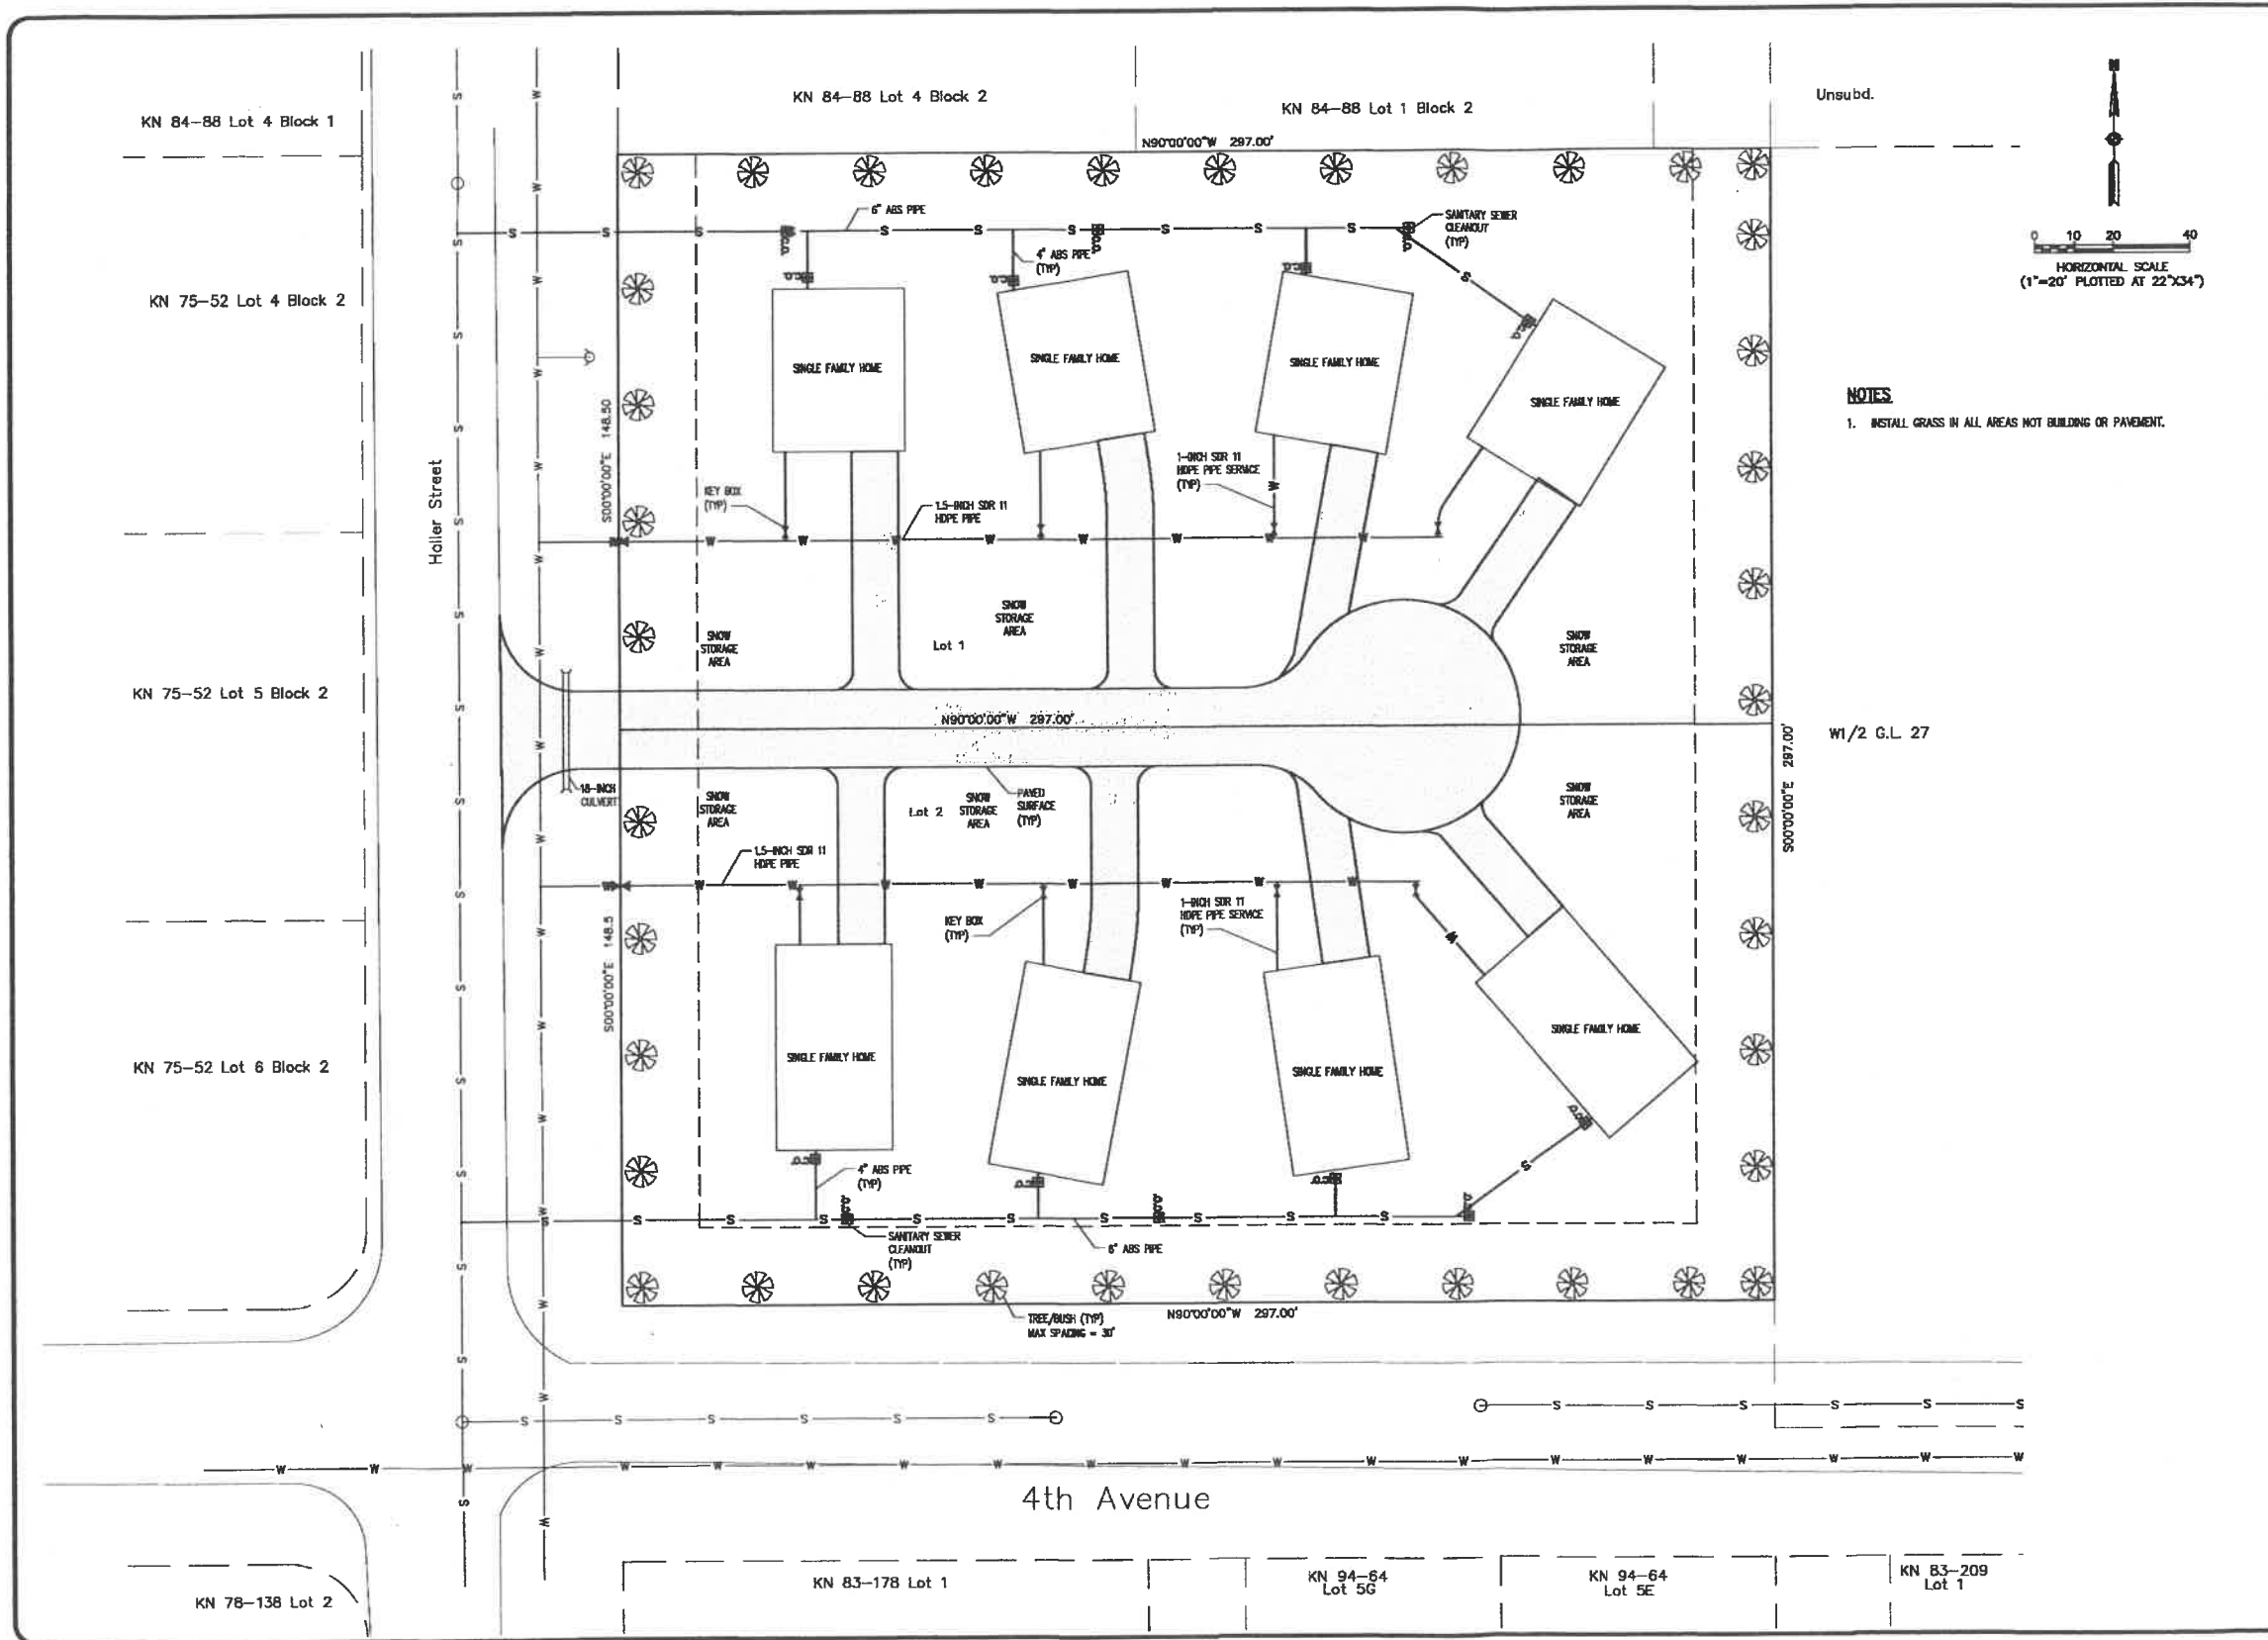 KN 84-88 Lot 4 Block 1
KN 84-88 Lot 4 Block 2
KN 84-88 Lot 1 Block 2
Unsubd.
N
N90°00'00"W 297.00'
6" ABS PIPE
SANITARY SEWER
CLEANOUT
(TYP)
4" ABS PIPE
(TYP)
0 10 20 40
HORIZONTAL SCALE
(1"=20' PLOTTED AT 22"X34")
KN 75-52 Lot 4 Block 2
SINGLE FAMILY HOME
SINGLE FAMILY HOME
SINGLE FAMILY HOME
SINGLE FAMILY HOME
NOTES
1. INSTALL GRASS IN ALL AREAS NOT BUILDING OR PAVEMENT.
Haller Street
S00°00'00"E 148.50
KEY BOX
(TYP)
1.5-INCH SDR 11
HDPE PIPE
1-INCH SDR 11
HDPE PIPE SERVICE
(TYP)
SNOW
STORAGE
AREA
SNOW
STORAGE
AREA
Lot 1
SNOW
STORAGE
AREA
KN 75-52 Lot 5 Block 2
N90°00'00"W 297.00'
W1/2 G.L. 27
S00°00'00"E 297.00'
18-INCH
CULVERT
SNOW
STORAGE
AREA
Lot 2
SNOW
STORAGE
AREA
PAVED
SURFACE
(TYP)
SNOW
STORAGE
AREA
1.5-INCH SDR 11
HDPE PIPE
KEY BOX
(TYP)
1-INCH SDR 11
HDPE PIPE SERVICE
(TYP)
S00°00'00"E 148.5
KN 75-52 Lot 6 Block 2
SINGLE FAMILY HOME
SINGLE FAMILY HOME
SINGLE FAMILY HOME
SINGLE FAMILY HOME
4" ABS PIPE
(TYP)
SANITARY SEWER
CLEANOUT
(TYP)
6" ABS PIPE
TREE/BUSH (TYP)
MAX SPACING = 30'
N90°00'00"W 297.00'
4th Avenue
KN 78-138 Lot 2
KN 83-178 Lot 1
KN 94-64
Lot 5G
KN 94-64
Lot 5E
KN 83-209
Lot 1